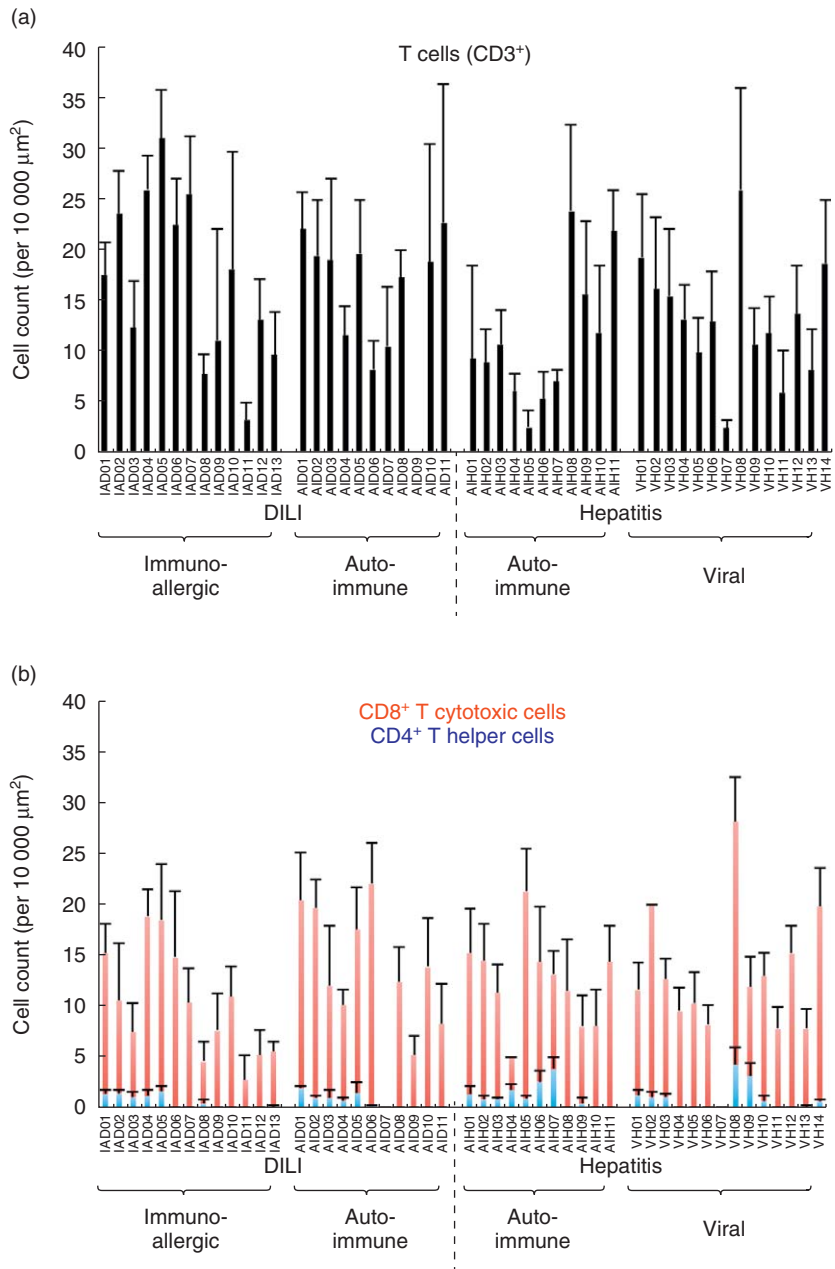 (a)
T cells (CD3⁺)
Cell count (per 10 000 μm²)
40
35
30
25
20
15
10
5
0
IAD01 IAD02 IAD03 IAD04 IAD05 IAD06 IAD07 IAD08 IAD09 IAD10 IAD11 IAD12 IAD13 AID01 AID02 AID03 AID04 AID05 AID06 AID07 AID08 AID09 AID10 AID11 AIH01 AIH02 AIH03 AIH04 AIH05 AIH06 AIH07 AIH08 AIH09 AIH10 AIH11 VH01 VH02 VH03 VH04 VH05 VH06 VH07 VH08 VH09 VH10 VH11 VH12 VH13 VH14
DILI Hepatitis
Immuno- Auto- Auto- Viral
allergic immune immune
(b)
CD8⁺ T cytotoxic cells
CD4⁺ T helper cells
Cell count (per 10 000 μm²)
40
35
30
25
20
15
10
5
0
IAD01 IAD02 IAD03 IAD04 IAD05 IAD06 IAD07 IAD08 IAD09 IAD10 IAD11 IAD12 IAD13 AID01 AID02 AID03 AID04 AID05 AID06 AID07 AID08 AID09 AID10 AID11 AIH01 AIH02 AIH03 AIH04 AIH05 AIH06 AIH07 AIH08 AIH09 AIH10 AIH11 VH01 VH02 VH03 VH04 VH05 VH06 VH07 VH08 VH09 VH10 VH11 VH12 VH13 VH14
DILI Hepatitis
Immuno- Auto- Auto- Viral
allergic immune immune